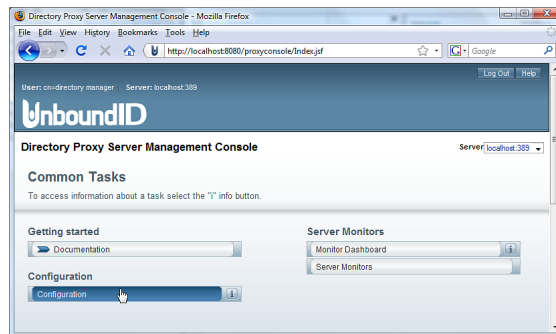 Directory Proxy Server Management Console - Mozilla Firefox
File Edit View History Bookmarks Tools Help
http://localhost:8080/proxyconsole/Index.jsf
Google
Log Out Help
User: cn=directory manager Server: localhost:389
UnboundID
Directory Proxy Server Management Console
Server localhost:389
Common Tasks
To access information about a task select the "i" info button.
Getting started
Documentation
Configuration
Configuration i
Server Monitors
Monitor Dashboard i
Server Monitors